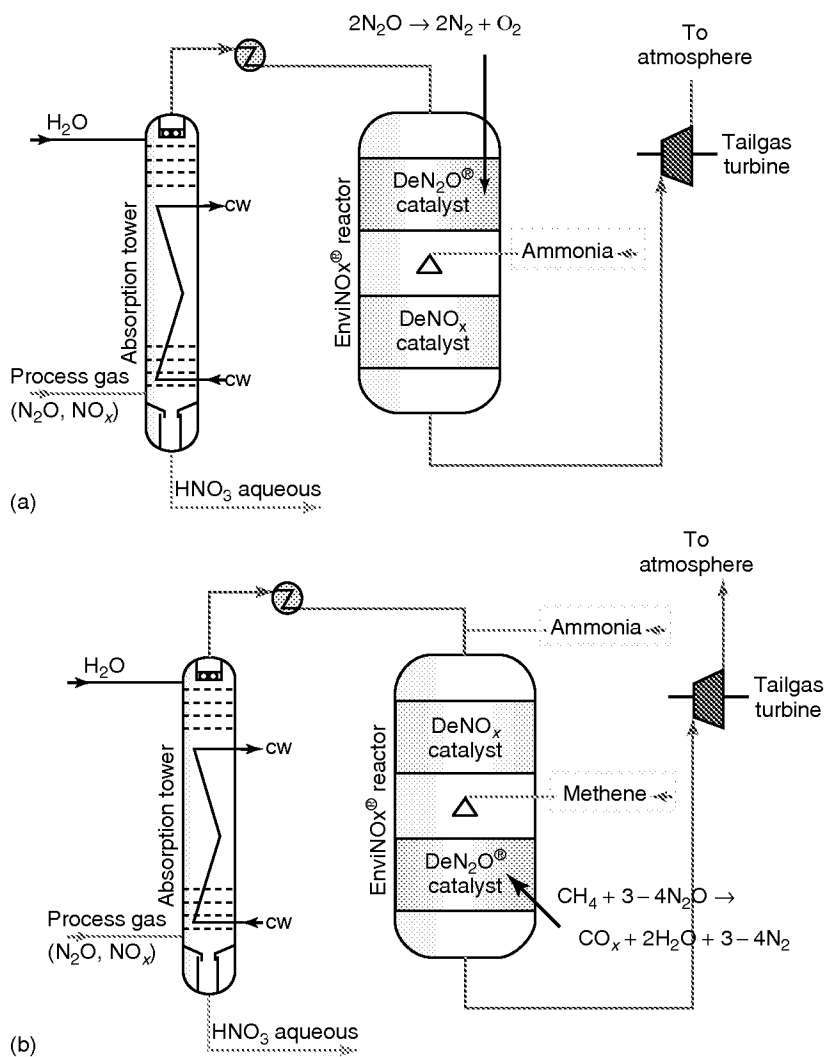 2N₂O → 2N₂ + O₂
To
atmosphere
H₂O
Tailgas
turbine
DeN₂O®
catalyst
cw
Absorption tower
EnviNOx® reactor
Ammonia
DeNOₓ
catalyst
Process gas
cw
(N₂O, NOₓ)
HNO₃ aqueous
(a)
To
atmosphere
Ammonia
H₂O
Tailgas
turbine
DeNOₓ
catalyst
cw
Absorption tower
EnviNOx® reactor
Methene
DeN₂O®
catalyst
CH₄ + 3 – 4N₂O →
COₓ + 2H₂O + 3 – 4N₂
Process gas
cw
(N₂O, NOₓ)
HNO₃ aqueous
(b)